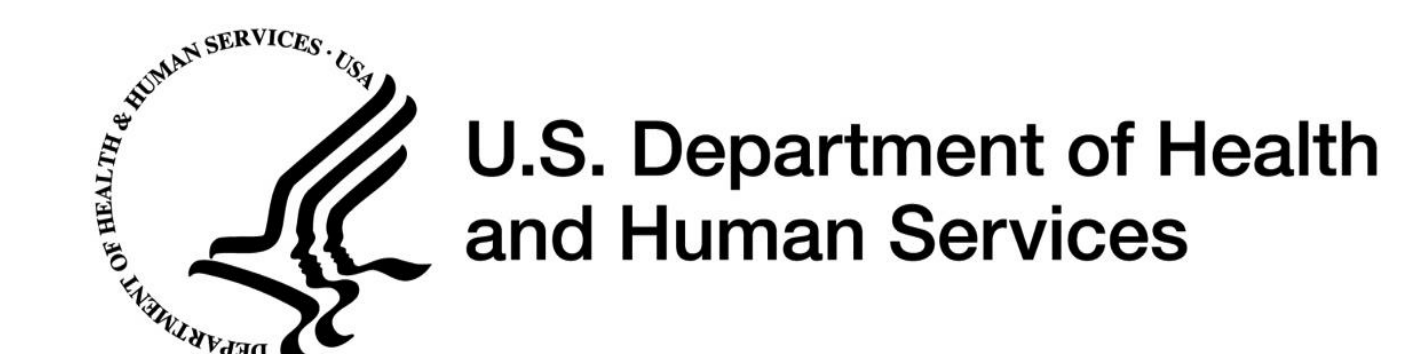 DEPARTMENT OF HEALTH & HUMAN SERVICES · USA
U.S. Department of Health
and Human Services